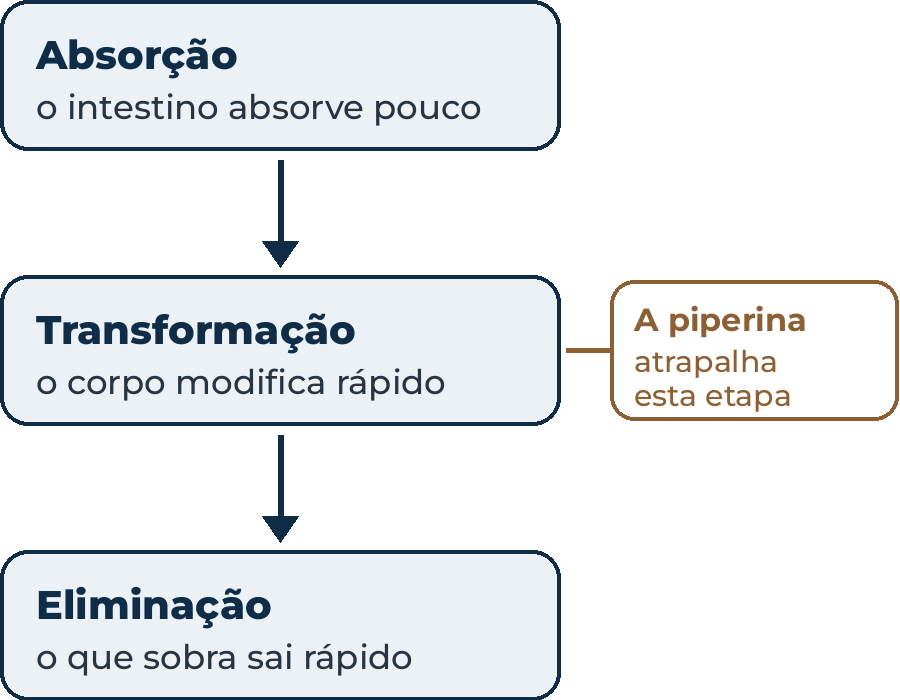 Absorção
o intestino absorve pouco
Transformação
o corpo modifica rápido
A piperina
atrapalha
esta etapa
Eliminação
o que sobra sai rápido